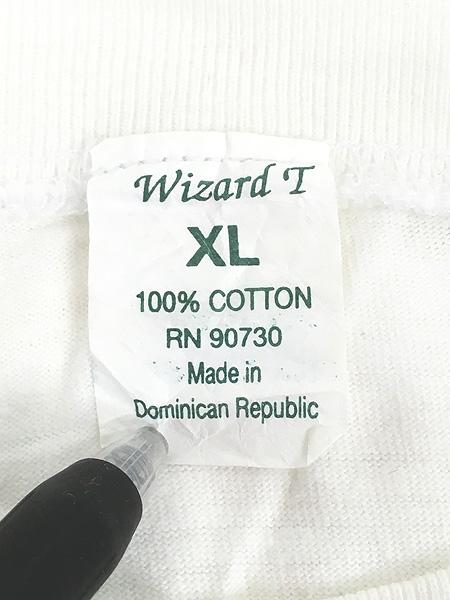 Wizard T
XL
100% COTTON
RN 90730
Made in
Dominican Republic